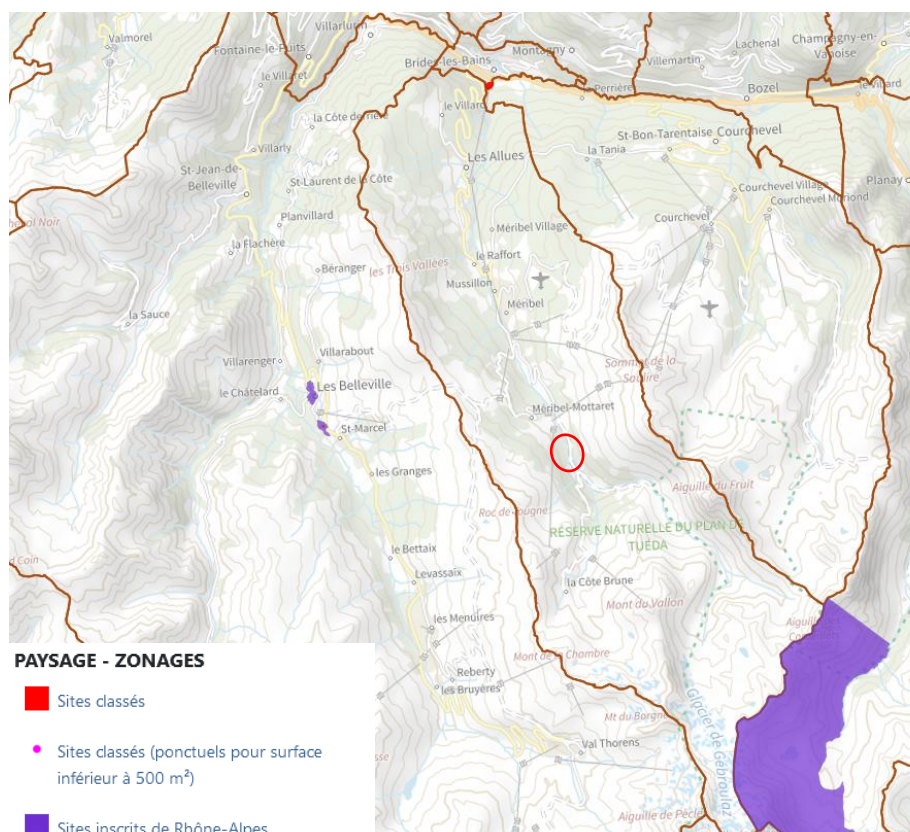 Valmorel
Villarlurin
Fontaine-le-Puits
Montagny
Lachenal
Champagny-en-
Vanoise
Brides-les-Bains
Villemartin
le Villaret
le Villard
la Perrière
Bozel
le Villard
la Côte derrière
St-Bon-Tarentaise
Courchevel
Villarly
Les Allues
la Tania
St-Jean-de-
Belleville
St-Laurent de la Côte
Courchevel Village
Planay
Courchevel Moriond
Planvillard
Courchevel
Méribel Village
la Flachère
le Raffort
Béranger
les Trois Vallées
Mussillon
Méribel
la Sauce
Villarenger
Villarabout
Sommet de la
Saulire
le Châtelard
Les Belleville
Méribel-Mottaret
St-Marcel
les Granges
Aiguille du Fruit
RÉSERVE NATURELLE DU PLAN DE
TUÉDA
le Bettaix
Levassaix
la Côte Brune
Mont du Vallon
les Menuires
Mont de la Chambre
Reberty
les Bruyères
Mt du Borgne
Val Thorens
Glacier de Gébroulaz
Aiguille de Péclet
PAYSAGE - ZONAGES
Sites classés
Sites classés (ponctuels pour surface
inférieur à 500 m²)
Sites inscrits de Rhône-Alpes